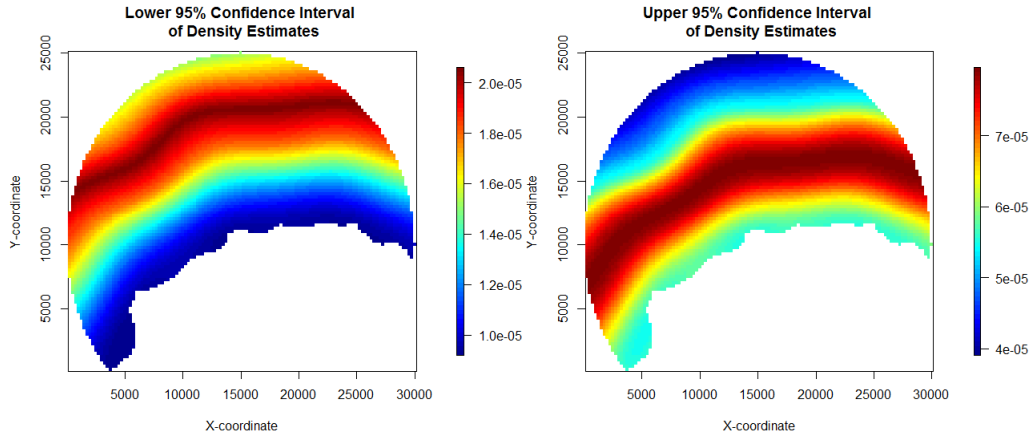 Lower 95% Confidence Interval
of Density Estimates
25000
20000
15000
10000
5000
Y-coordinate
5000 10000 15000 20000 25000 30000
X-coordinate
2.0e-05
1.8e-05
1.6e-05
1.4e-05
1.2e-05
1.0e-05
Upper 95% Confidence Interval
of Density Estimates
25000
20000
15000
10000
5000
Y-coordinate
5000 10000 15000 20000 25000 30000
X-coordinate
7e-05
6e-05
5e-05
4e-05